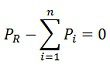 P_R − ∑_{i=1}^{n} P_i = 0